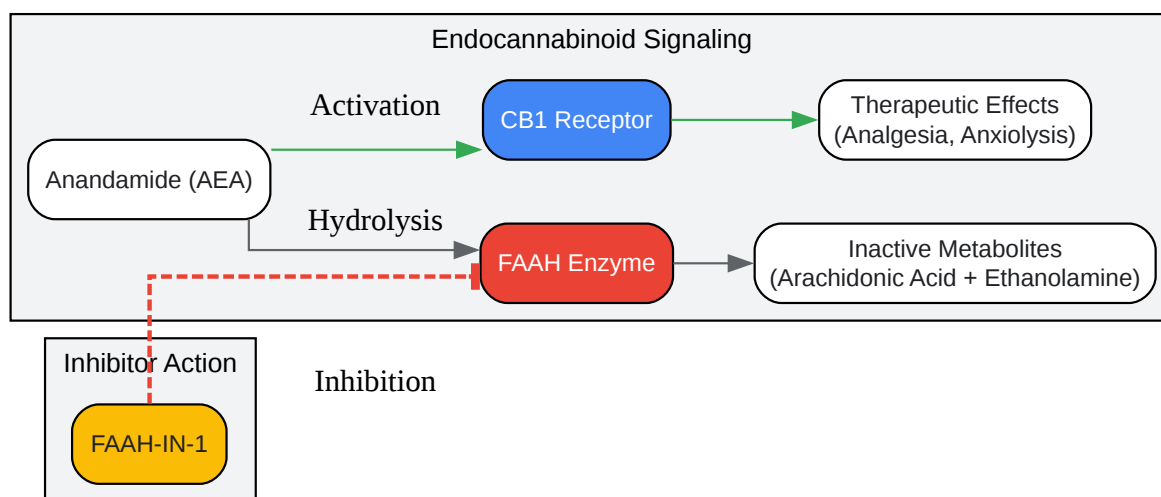 Endocannabinoid Signaling
Activation
CB1 Receptor
Therapeutic Effects
(Analgesia, Anxiolysis)
Anandamide (AEA)
Hydrolysis
FAAH Enzyme
Inactive Metabolites
(Arachidonic Acid + Ethanolamine)
Inhibitor Action
Inhibition
FAAH-IN-1